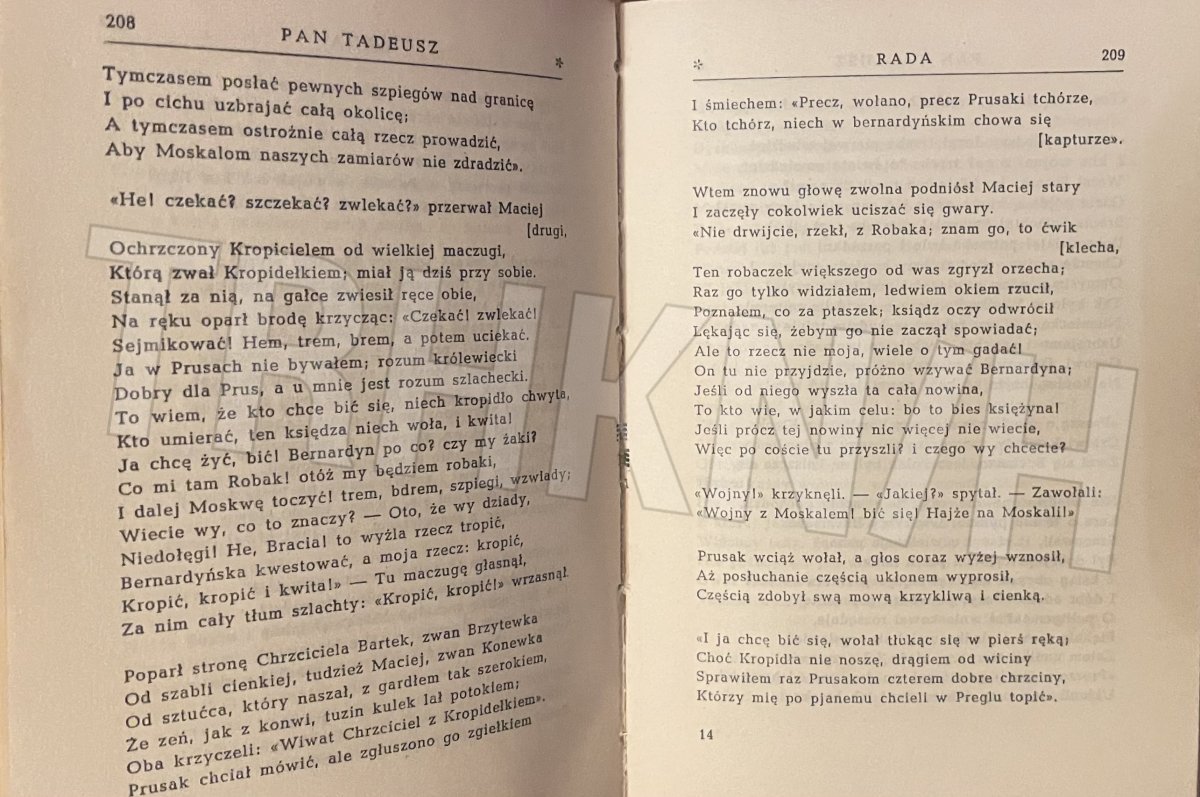 208
PAN TADEUSZ
*
Tymczasem posłać pewnych szpiegów nad granicę
I po cichu uzbrajać całą okolicę;
A tymczasem ostrożnie całą rzecz prowadzić,
Aby Moskalom naszych zamiarów nie zdradzić».
«He! czekać? szczekać? zwlekać?» przerwał Maciej
[drugi,
Ochrzczony Kropicielem od wielkiej maczugi,
Którą zwał Kropidełkiem; miał ją dziś przy sobie.
Stanął za nią, na gałce zwiesił ręce obie,
Na ręku oparł brodę krzycząc: «Czekać! zwlekać!
Sejmikować! Hem, trem, brem, a potem uciekać.
Ja w Prusach nie bywałem; rozum królewiecki
Dobry dla Prus, a u mnie jest rozum szlachecki.
To wiem, że kto chce bić się, niech kropidło chwyta,
Kto umierać, ten księdza niech woła, i kwita!
Ja chcę żyć, bić! Bernardyn po co? czy my żaki?
Co mi tam Robak! otóż my będziem robaki,
I dalej Moskwę toczyć! trem, bdrem, szpiegi, wzwiady;
Wiecie wy, co to znaczy? — Oto, że wy dziady,
Niedołęgi! He, Bracia! to wyżla rzecz tropić,
Bernardyńska kwestować, a moja rzecz: kropić,
Kropić, kropić i kwita!» — Tu maczugę głasnął,
Za nim cały tłum szlachty: «Kropić, kropić!» wrzasnął.
Poparł stronę Chrzciciela Bartek, zwan Brzytewka
Od szabli cienkiej, tudzież Maciej, zwan Konewka
Od sztućca, który naszał, z gardłem tak szerokiem,
Że zeń, jak z konwi, tuzin kulek lał potokiem;
Oba krzyczeli: «Wiwat Chrzciciel z Kropidełkiem».
Prusak chciał mówić, ale zgłuszono go zgiełkiem
*
RADA
209
I śmiechem: «Precz, wołano, precz Prusaki tchórze,
Kto tchórz, niech w bernardyńskim chowa się
[kapturze».
Wtem znowu głowę zwolna podniósł Maciej stary
I zaczęły cokolwiek uciszać się gwary.
«Nie drwijcie, rzekł, z Robaka; znam go, to ćwik
[klecha,
Ten robaczek większego od was zgryzł orzecha;
Raz go tylko widziałem, ledwiem okiem rzucił,
Poznałem, co za ptaszek; ksiądz oczy odwrócił
Lękając się, żebym go nie zaczął spowiadać;
Ale to rzecz nie moja, wiele o tym gadać!
On tu nie przyjdzie, próżno wzywać Bernardyna;
Jeśli od niego wyszła ta cała nowina,
To kto wie, w jakim celu: bo to bies księżyna!
Jeśli prócz tej nowiny nic więcej nie wiecie,
Więc po coście tu przyszli? i czego wy chcecie?
«Wojny!» krzyknęli. — «Jakiej?» spytał. — Zawołali:
«Wojny z Moskalem! bić się! Hajże na Moskali!»
Prusak wciąż wołał, a głos coraz wyżej wznosił,
Aż posłuchanie częścią ukłonem wyprosił,
Częścią zdobył swą mową krzykliwą i cienką.
«I ja chcę bić się, wołał tłukąc się w pierś ręką;
Choć Kropidła nie noszę, drągiem od wiciny
Sprawiłem raz Prusakom czterem dobre chrzciny,
Którzy mię po pjanemu chcieli w Preglu topić».
14